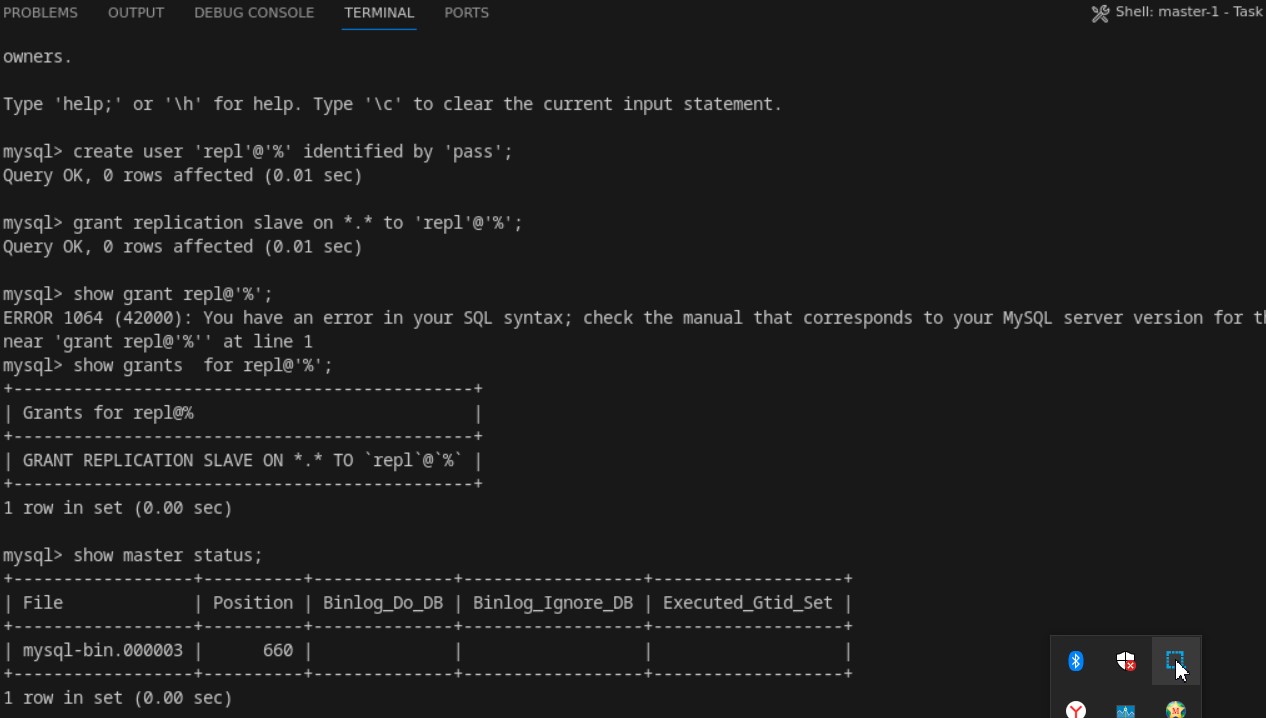 PROBLEMS OUTPUT DEBUG CONSOLE TERMINAL PORTS Shell: master-1 - Task
owners.
Type 'help;' or '\h' for help. Type '\c' to clear the current input statement.
mysql> create user 'repl'@'%' identified by 'pass';
Query OK, 0 rows affected (0.01 sec)
mysql> grant replication slave on *.* to 'repl'@'%';
Query OK, 0 rows affected (0.01 sec)
mysql> show grant repl@'%';
ERROR 1064 (42000): You have an error in your SQL syntax; check the manual that corresponds to your MySQL server version for th
near 'grant repl@'%'' at line 1
mysql> show grants  for repl@'%';
+---------------------------------------------+
| Grants for repl@%                           |
+---------------------------------------------+
| GRANT REPLICATION SLAVE ON *.* TO `repl`@`%` |
+---------------------------------------------+
1 row in set (0.00 sec)
mysql> show master status;
+------------------+----------+--------------+------------------+-------------------+
| File             | Position | Binlog_Do_DB | Binlog_Ignore_DB | Executed_Gtid_Set |
+------------------+----------+--------------+------------------+-------------------+
| mysql-bin.000003 |      660 |              |                  |                   |
+------------------+----------+--------------+------------------+-------------------+
1 row in set (0.00 sec)